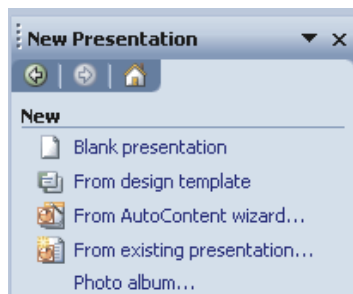 New Presentation
New
Blank presentation
From design template
From AutoContent wizard...
From existing presentation...
Photo album...